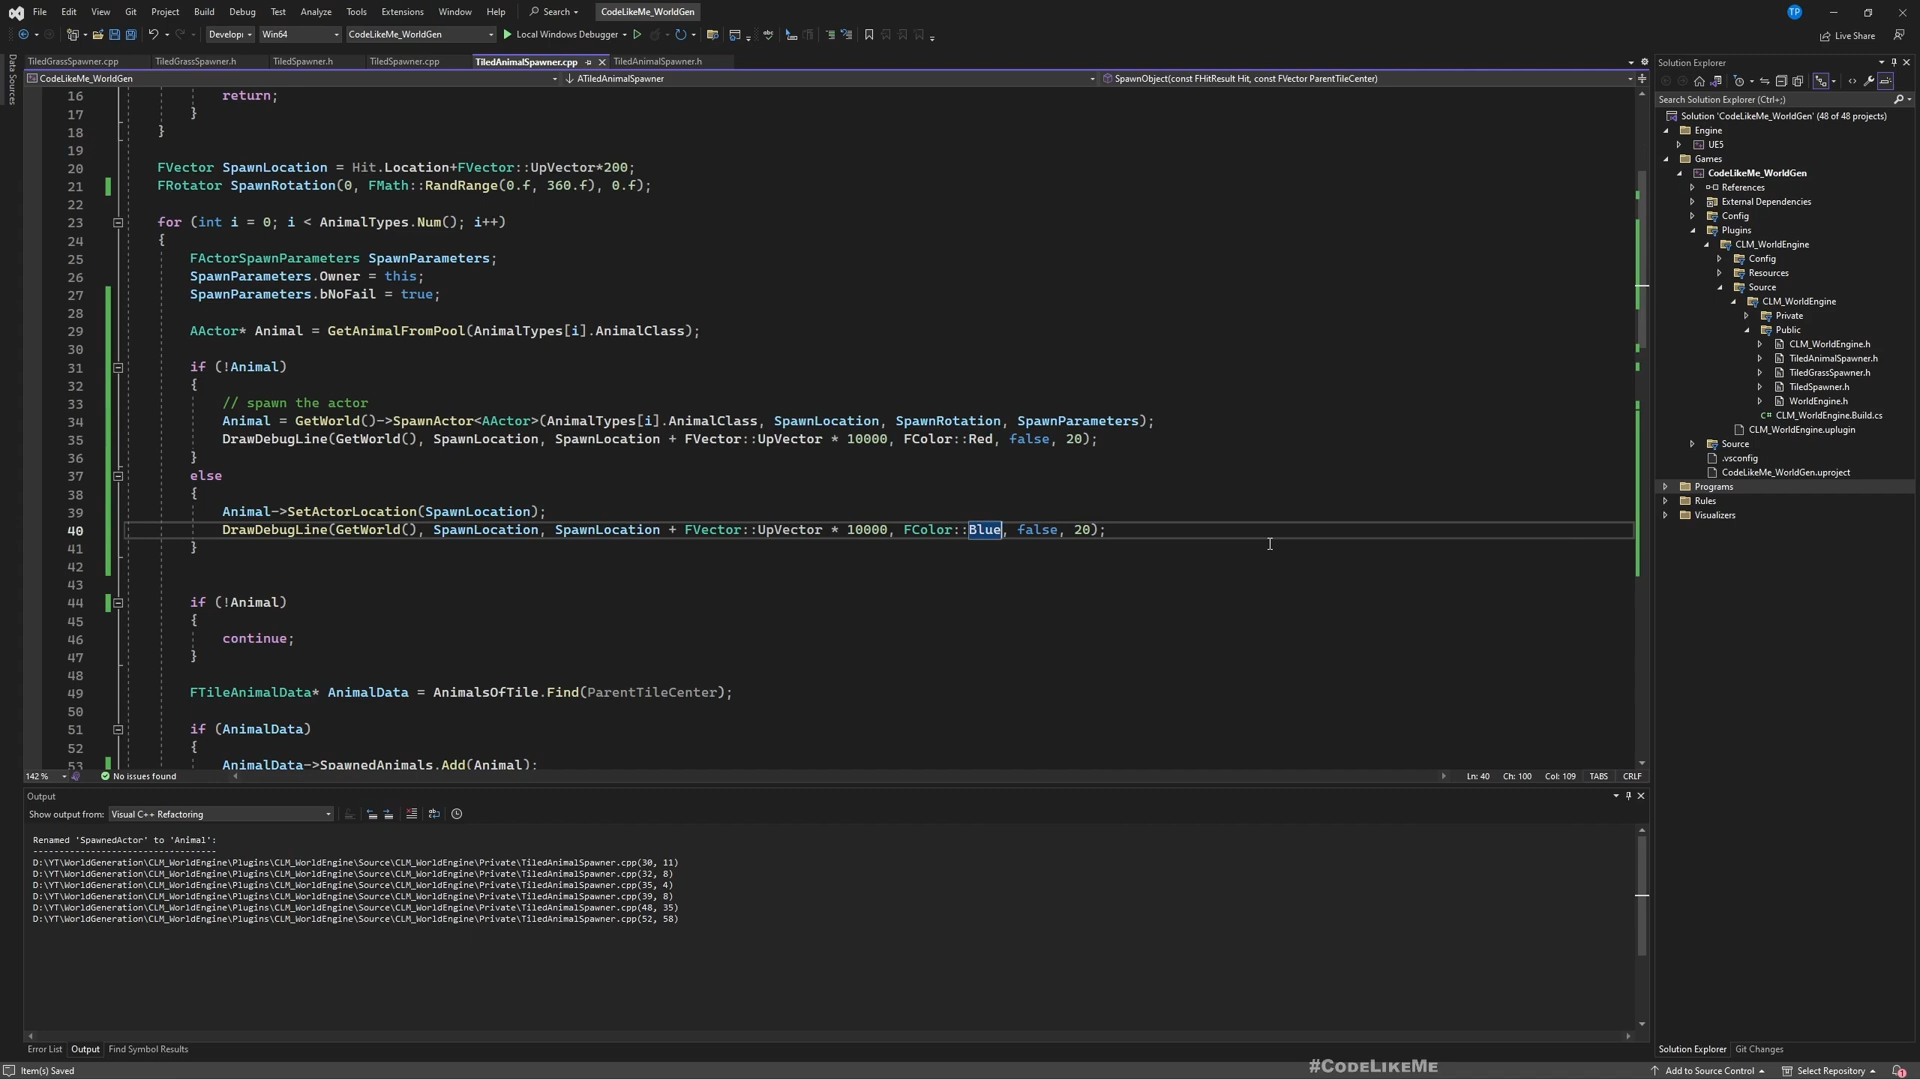 File Edit View Git Project Build Debug Test Analyze Tools Extensions Window Help Search CodeLikeMe_WorldGen TP
Develop Win64 CodeLikeMe_WorldGen Local Windows Debugger Live Share
TiledGrassSpawner.cpp TiledGrassSpawner.h TiledSpawner.h TiledSpawner.cpp TiledAnimalSpawner.cpp TiledAnimalSpawner.h
CodeLikeMe_WorldGen ATiledAnimalSpawner SpawnObject(const FHitResult Hit, const FVector ParentTileCenter)
Data Sources
16 return;
17 }
18 }
19
20 FVector SpawnLocation = Hit.Location+FVector::UpVector*200;
21 FRotator SpawnRotation(0, FMath::RandRange(0.f, 360.f), 0.f);
22
23 for (int i = 0; i < AnimalTypes.Num(); i++)
24 {
25 FActorSpawnParameters SpawnParameters;
26 SpawnParameters.Owner = this;
27 SpawnParameters.bNoFail = true;
28
29 AActor* Animal = GetAnimalFromPool(AnimalTypes[i].AnimalClass);
30
31 if (!Animal)
32 {
33 // spawn the actor
34 Animal = GetWorld()->SpawnActor<AActor>(AnimalTypes[i].AnimalClass, SpawnLocation, SpawnRotation, SpawnParameters);
35 DrawDebugLine(GetWorld(), SpawnLocation, SpawnLocation + FVector::UpVector * 10000, FColor::Red, false, 20);
36 }
37 else
38 {
39 Animal->SetActorLocation(SpawnLocation);
40 DrawDebugLine(GetWorld(), SpawnLocation, SpawnLocation + FVector::UpVector * 10000, FColor::Blue, false, 20);
41 }
42
43
44 if (!Animal)
45 {
46 continue;
47 }
48
49 FTileAnimalData* AnimalData = AnimalsOfTile.Find(ParentTileCenter);
50
51 if (AnimalData)
52 {
53 AnimalData->SpawnedAnimals.Add(Animal);
142 % No issues found Ln: 40 Ch: 100 Col: 109 TABS CRLF
Output
Show output from: Visual C++ Refactoring
Renamed 'SpawnedActor' to 'Animal':
----------------------------------
D:\YT\WorldGeneration\CLM_WorldEngine\Plugins\CLM_WorldEngine\Source\CLM_WorldEngine\Private\TiledAnimalSpawner.cpp(30, 11)
D:\YT\WorldGeneration\CLM_WorldEngine\Plugins\CLM_WorldEngine\Source\CLM_WorldEngine\Private\TiledAnimalSpawner.cpp(32, 8)
D:\YT\WorldGeneration\CLM_WorldEngine\Plugins\CLM_WorldEngine\Source\CLM_WorldEngine\Private\TiledAnimalSpawner.cpp(35, 4)
D:\YT\WorldGeneration\CLM_WorldEngine\Plugins\CLM_WorldEngine\Source\CLM_WorldEngine\Private\TiledAnimalSpawner.cpp(39, 8)
D:\YT\WorldGeneration\CLM_WorldEngine\Plugins\CLM_WorldEngine\Source\CLM_WorldEngine\Private\TiledAnimalSpawner.cpp(48, 35)
D:\YT\WorldGeneration\CLM_WorldEngine\Plugins\CLM_WorldEngine\Source\CLM_WorldEngine\Private\TiledAnimalSpawner.cpp(52, 58)
Error List Output Find Symbol Results
Solution Explorer
Search Solution Explorer (Ctrl+;)
Solution 'CodeLikeMe_WorldGen' (48 of 48 projects)
Engine
UE5
Games
CodeLikeMe_WorldGen
References
External Dependencies
Config
Plugins
CLM_WorldEngine
Config
Resources
Source
CLM_WorldEngine
Private
Public
CLM_WorldEngine.h
TiledAnimalSpawner.h
TiledGrassSpawner.h
TiledSpawner.h
WorldEngine.h
CLM_WorldEngine.Build.cs
CLM_WorldEngine.uplugin
Source
.vsconfig
CodeLikeMe_WorldGen.uproject
Programs
Rules
Visualizers
Solution Explorer Git Changes
Item(s) Saved #CodeLikeMe Add to Source Control Select Repository 1